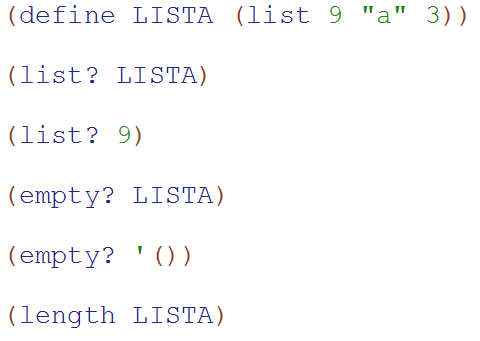 (define LISTA (list 9 "a" 3))
(list? LISTA)
(list? 9)
(empty? LISTA)
(empty? '())
(length LISTA)